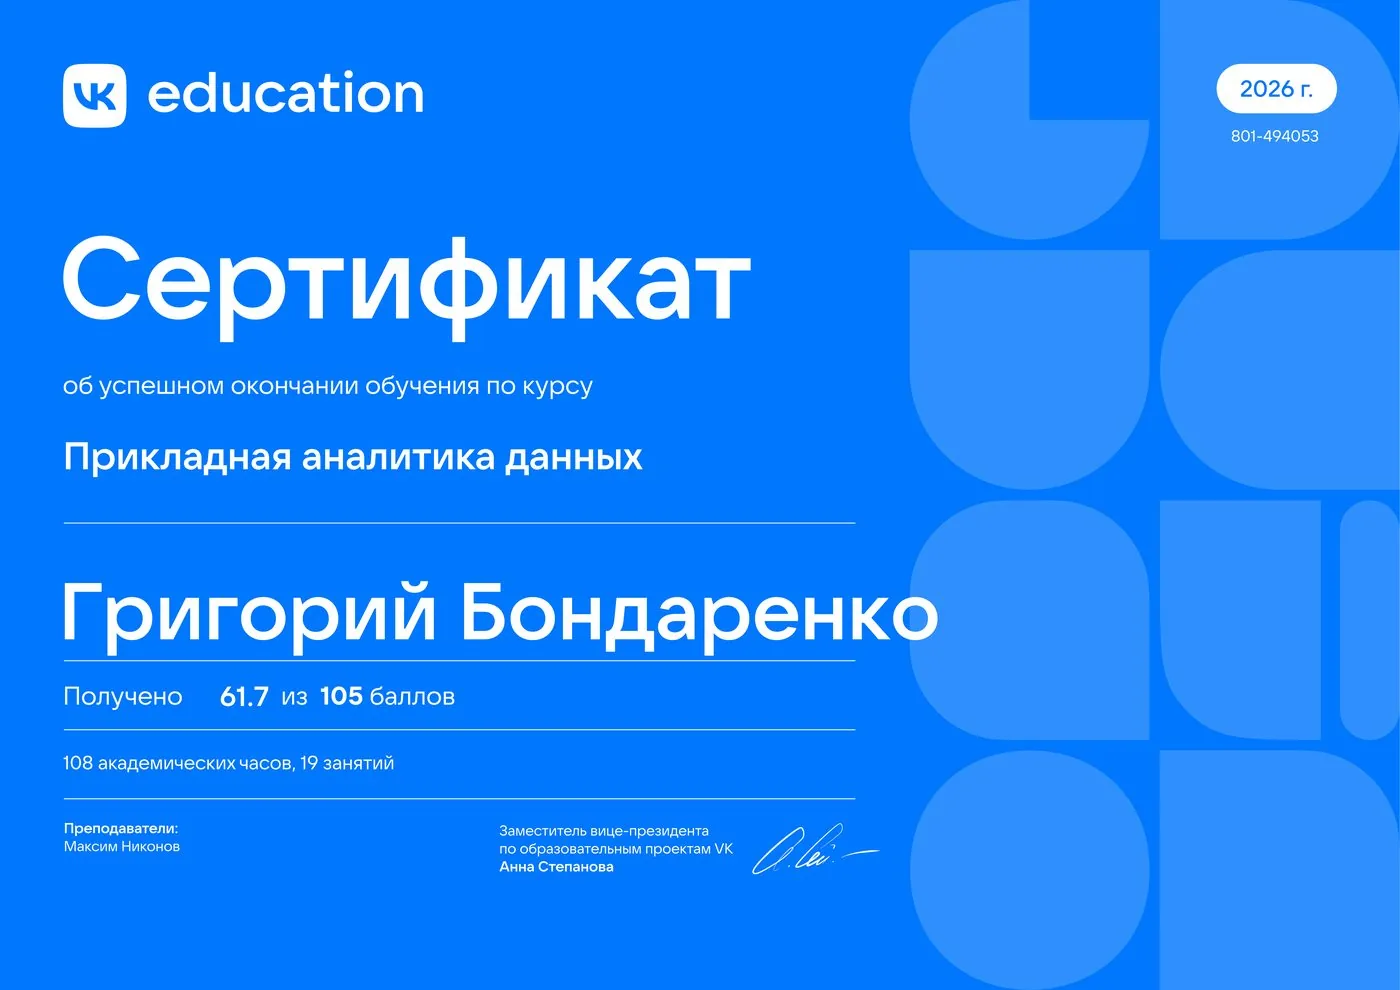 VK education
2026 г.
801-494053
Сертификат
об успешном окончании обучения по курсу
Прикладная аналитика данных
Григорий Бондаренко
Получено 61.7 из 105 баллов
108 академических часов, 19 занятий
Преподаватели:
Максим Никонов
Заместитель вице-президента
по образовательным проектам VK
Анна Степанова